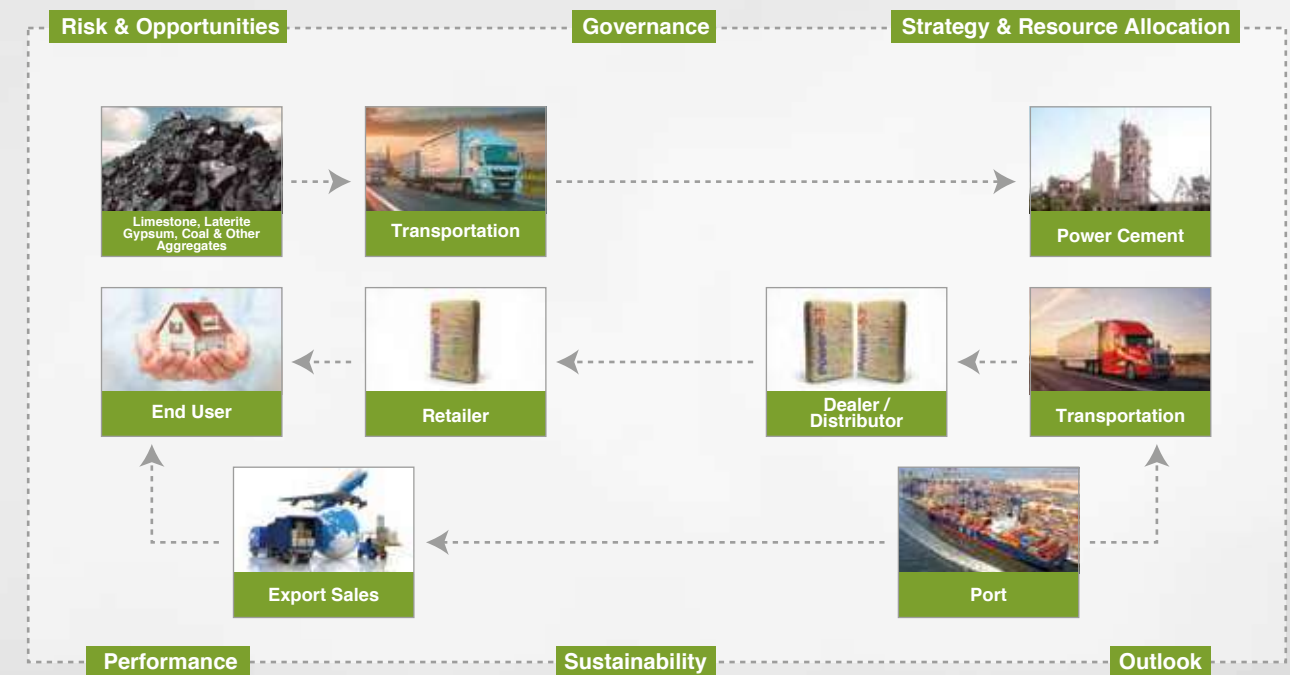 Risk & Opportunities
Governance
Strategy & Resource Allocation
Limestone, Laterite
Gypsum, Coal & Other
Aggregates
Transportation
Power Cement
End User
Retailer
Dealer /
Distributor
Transportation
Export Sales
Port
Performance
Sustainability
Outlook